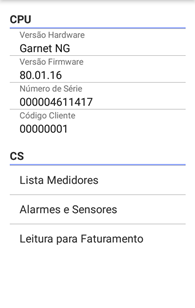 CPU
Versão Hardware
Garnet NG
Versão Firmware
80.01.16
Número de Série
000004611417
Código Cliente
00000001
CS
Lista Medidores
Alarmes e Sensores
Leitura para Faturamento